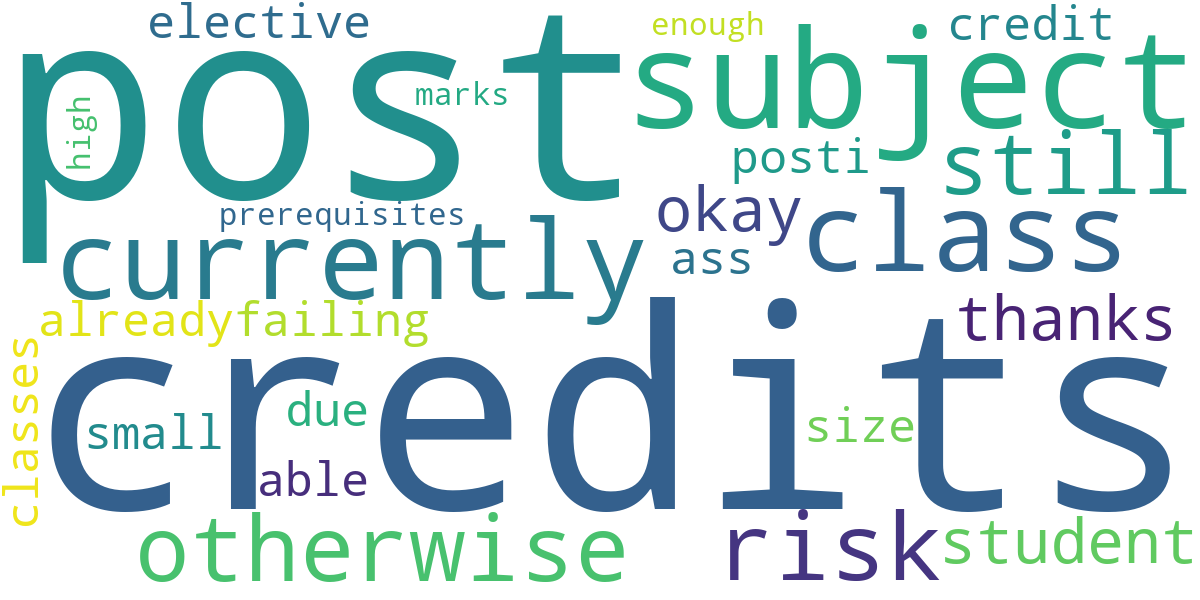 elective
enough
credit
post
subject
high
marks
posti
still
prerequisites
okay
class
currently
ass
alreadyfailing
thanks
classes
credits
small
due
able
size
otherwise
risk
student